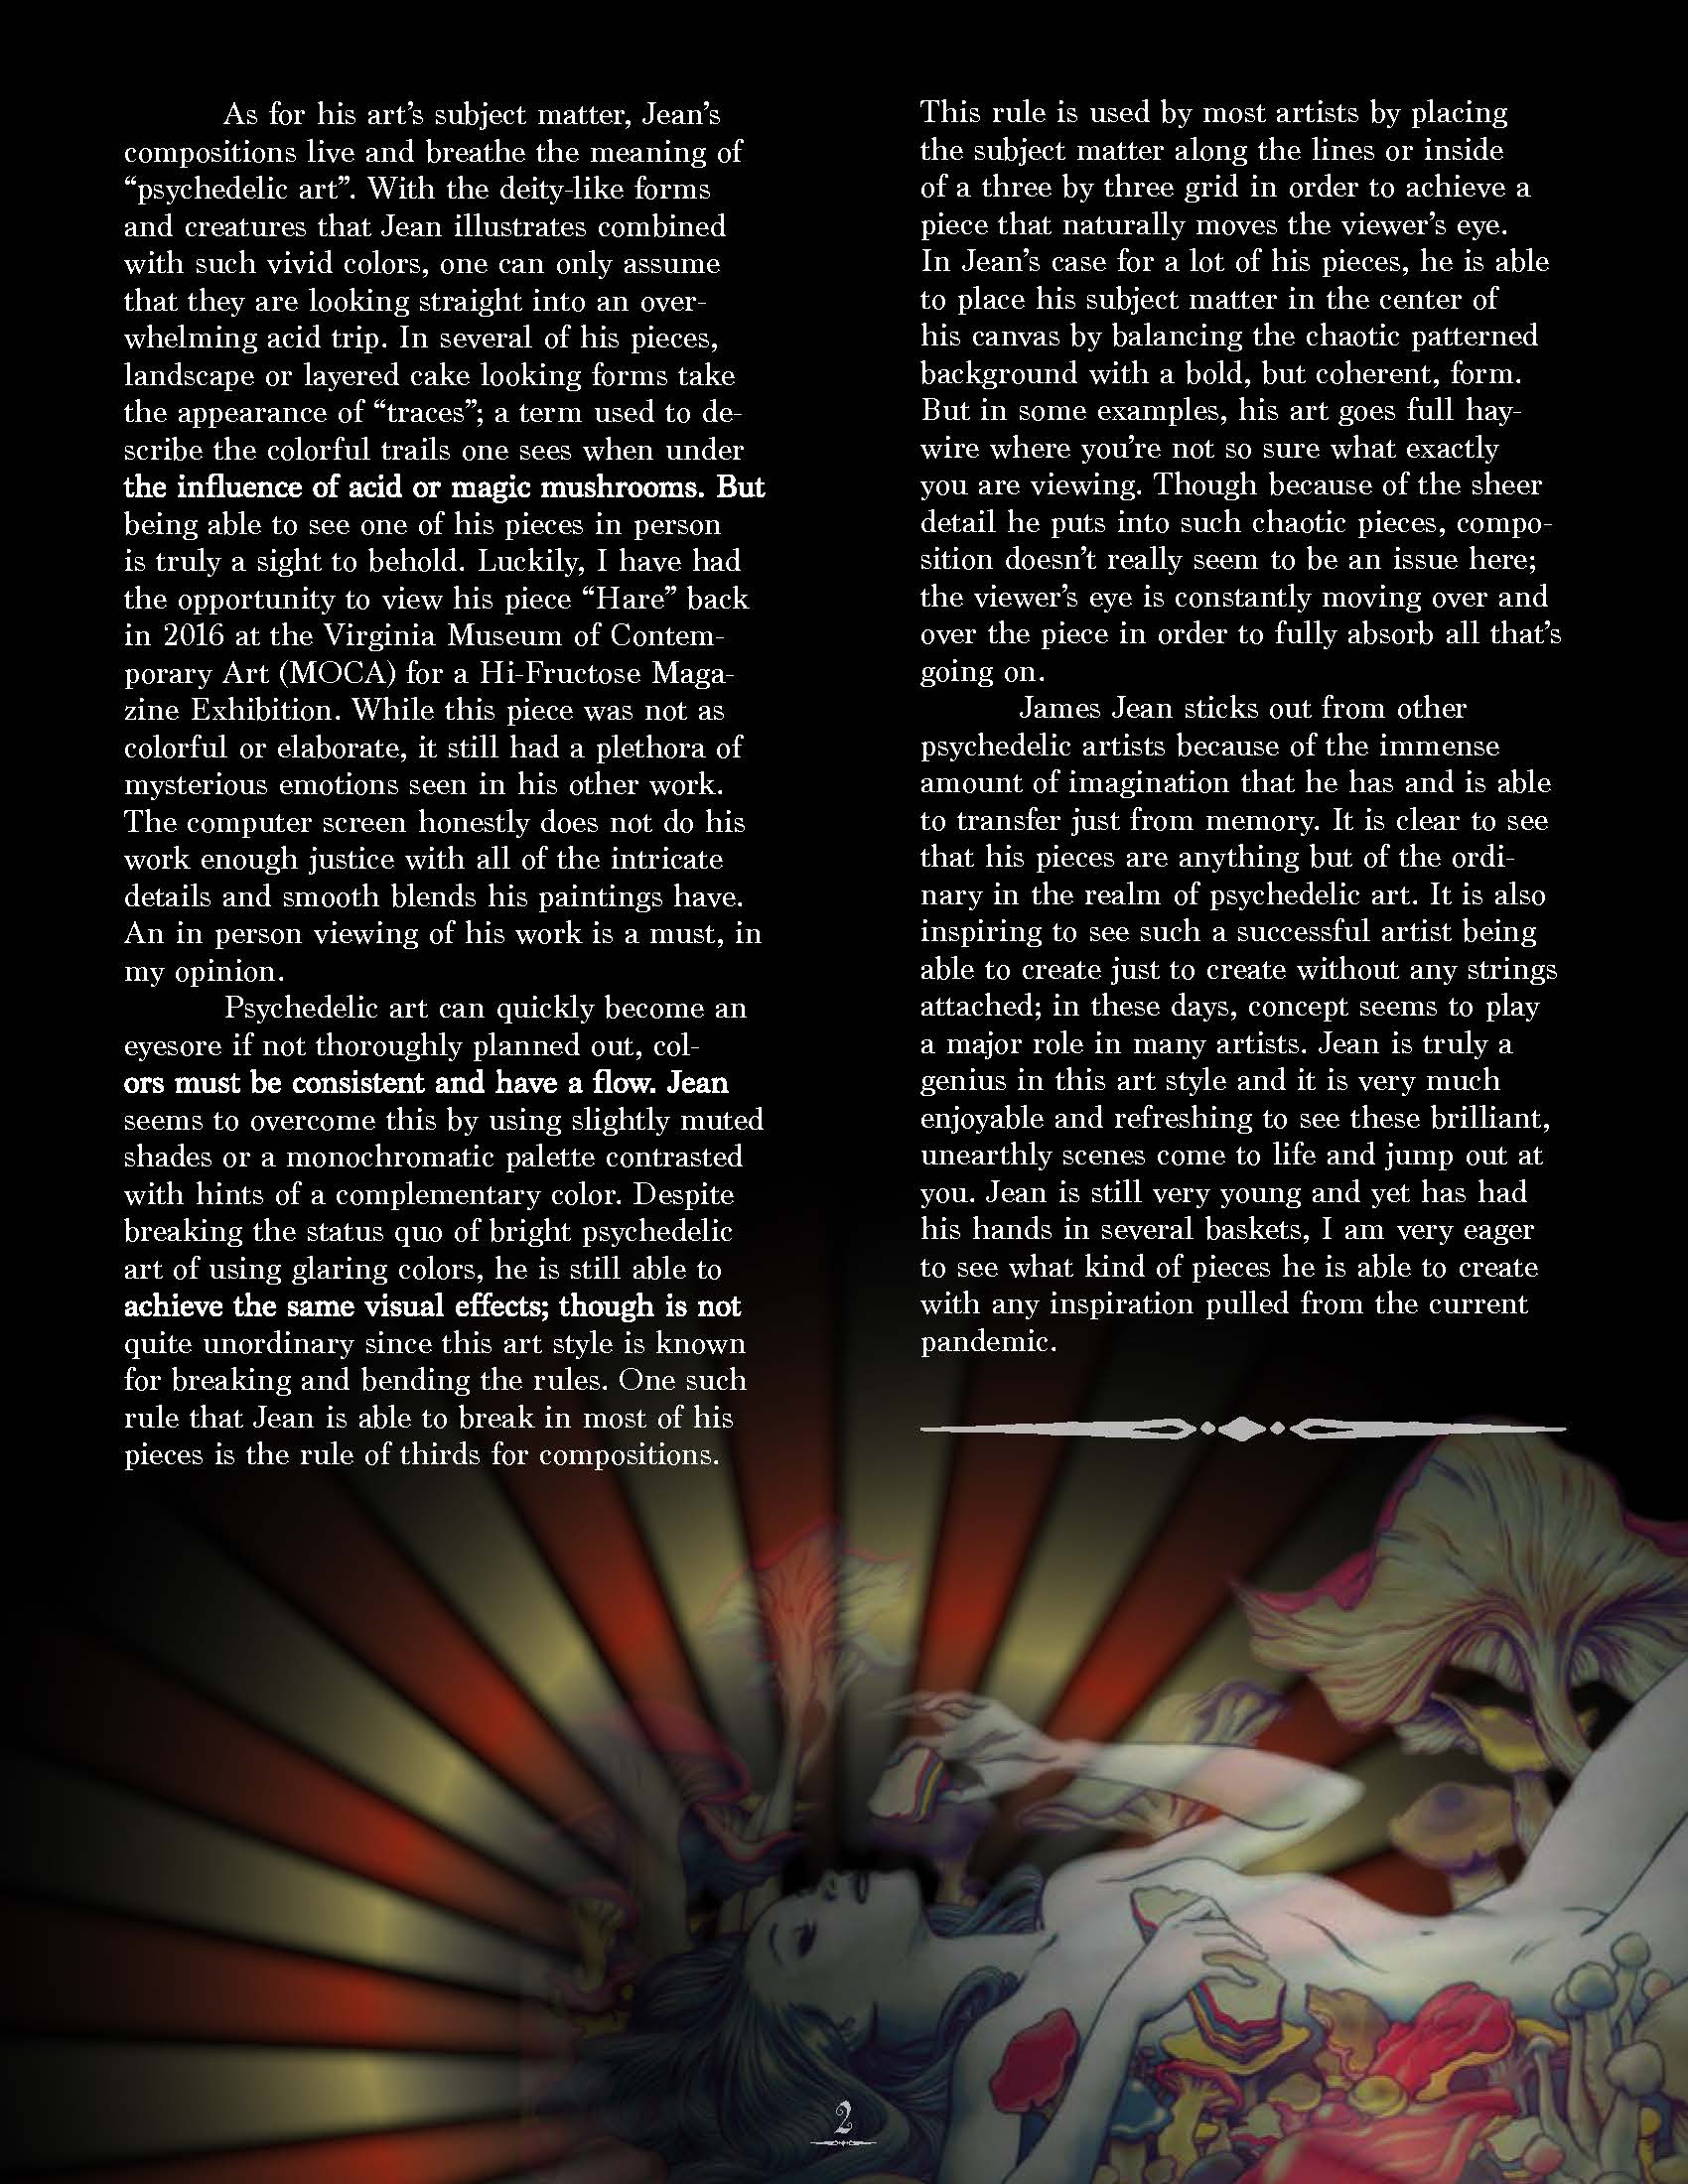 As for his art's subject matter, Jean's
compositions live and breathe the meaning of
“psychedelic art”. With the deity-like forms
and creatures that Jean illustrates combined
with such vivid colors, one can only assume
that they are looking straight into an over-
whelming acid trip. In several of his pieces,
landscape or layered cake looking forms take
the appearance of “traces”; a term used to de-
scribe the colorful trails one sees when under
the influence of acid or magic mushrooms. But
being able to see one of his pieces in person
is truly a sight to behold. Luckily, I have had
the opportunity to view his piece “Hare” back
in 2016 at the Virginia Museum of Contem-
porary Art (MOCA) for a Hi-Fructose Maga-
zine Exhibition. While this piece was not as
colorful or elaborate, it still had a plethora of
mysterious emotions seen in his other work.
The computer screen honestly does not do his
work enough justice with all of the intricate
details and smooth blends his paintings have.
An in person viewing of his work is a must, in
my opinion.
Psychedelic art can quickly become an
eyesore if not thoroughly planned out, col-
ors must be consistent and have a flow. Jean
seems to overcome this by using slightly muted
shades or a monochromatic palette contrasted
with hints of a complementary color. Despite
breaking the status quo of bright psychedelic
art of using glaring colors, he is still able to
achieve the same visual effects; though is not
quite unordinary since this art style is known
for breaking and bending the rules. One such
rule that Jean is able to break in most of his
pieces is the rule of thirds for compositions.
This rule is used by most artists by placing
the subject matter along the lines or inside
of a three by three grid in order to achieve a
piece that naturally moves the viewer's eye.
In Jean's case for a lot of his pieces, he is able
to place his subject matter in the center of
his canvas by balancing the chaotic patterned
background with a bold, but coherent, form.
But in some examples, his art goes full hay-
wire where you're not so sure what exactly
you are viewing. Though because of the sheer
detail he puts into such chaotic pieces, compo-
sition doesn't really seem to be an issue here;
the viewer's eye is constantly moving over and
over the piece in order to fully absorb all that's
going on.
James Jean sticks out from other
psychedelic artists because of the immense
amount of imagination that he has and is able
to transfer just from memory. It is clear to see
that his pieces are anything but of the ordi-
nary in the realm of psychedelic art. It is also
inspiring to see such a successful artist being
able to create just to create without any strings
attached; in these days, concept seems to play
a major role in many artists. Jean is truly a
genius in this art style and it is very much
enjoyable and refreshing to see these brilliant,
unearthly scenes come to life and jump out at
you. Jean is still very young and yet has had
his hands in several baskets, I am very eager
to see what kind of pieces he is able to create
with any inspiration pulled from the current
pandemic.
2